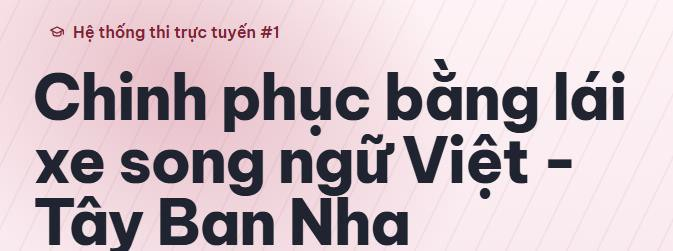 Hệ thống thi trực tuyến #1
Chinh phục bằng lái
xe song ngữ Việt -
Tây Ban Nha